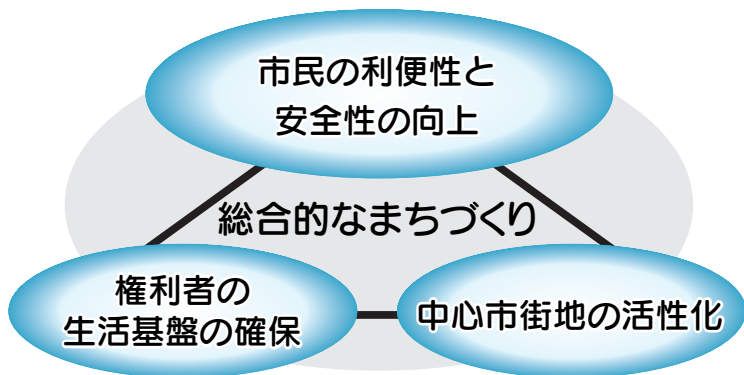 市民の利便性と
安全性の向上
総合的なまちづくり
権利者の
生活基盤の確保
中心市街地の活性化